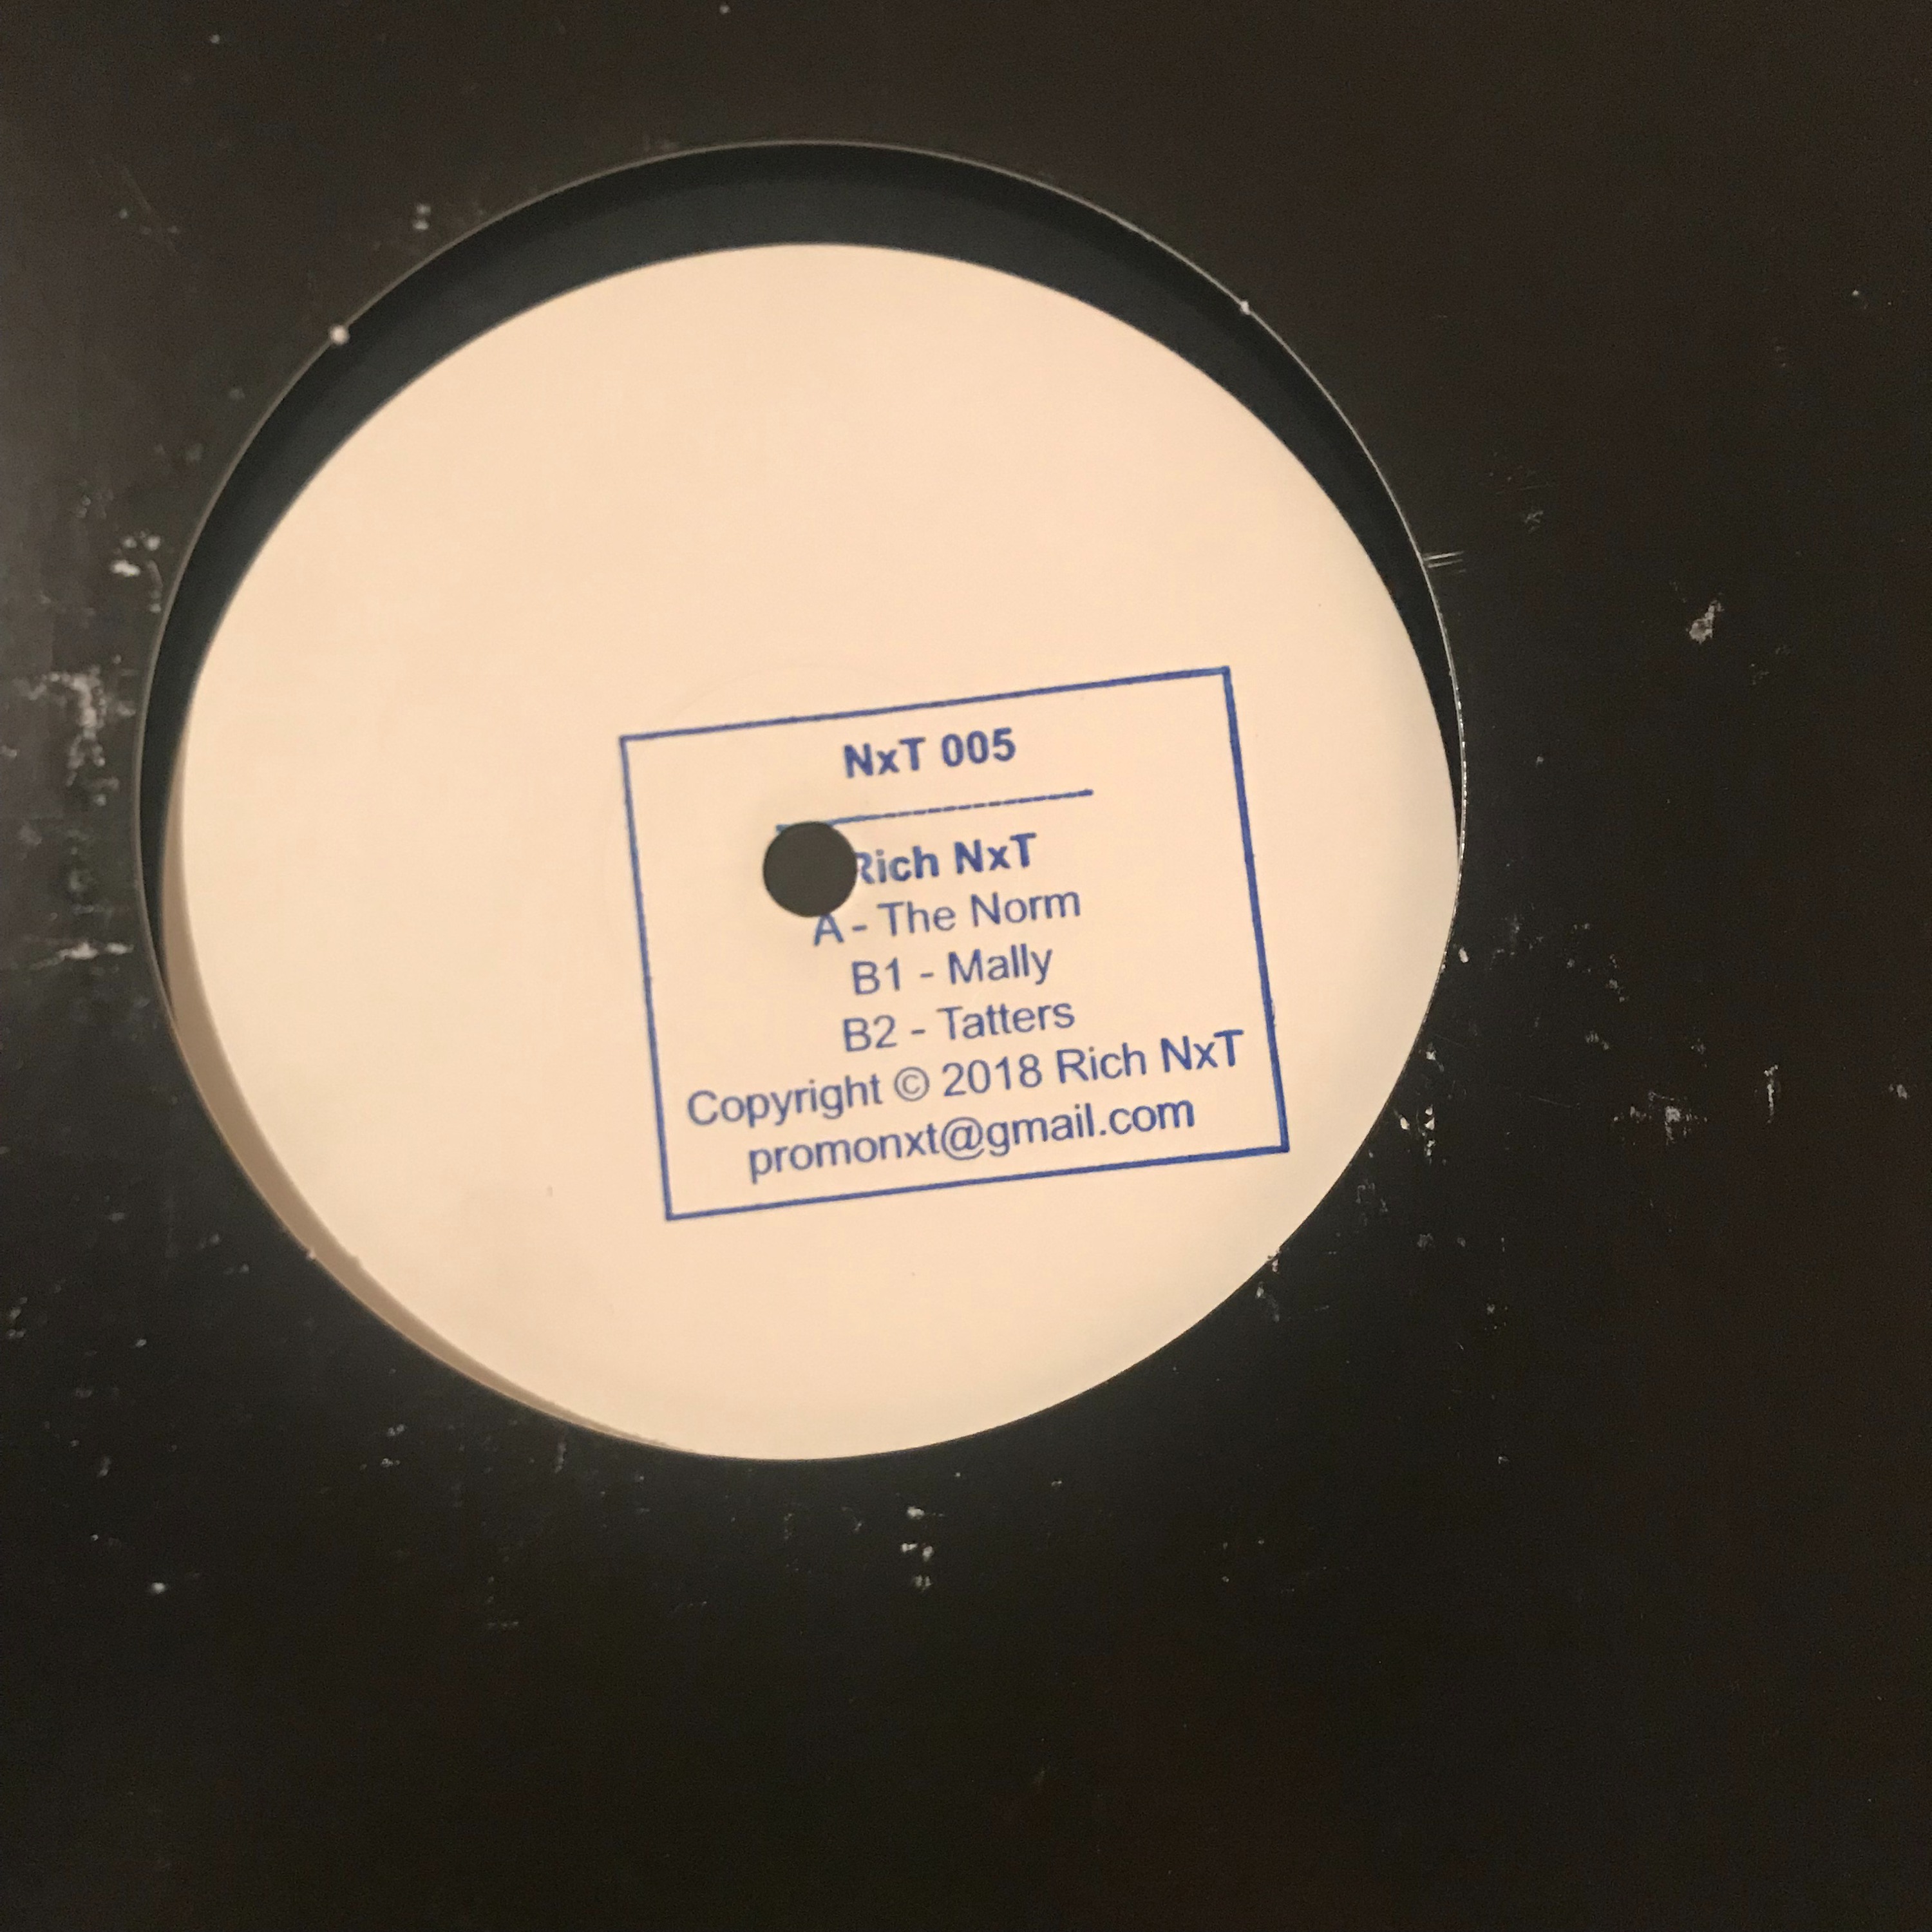 NxT 005
Rich NxT
A - The Norm
B1 - Mally
B2 - Tatters
Copyright © 2018 Rich NxT
promonxt@gmail.com